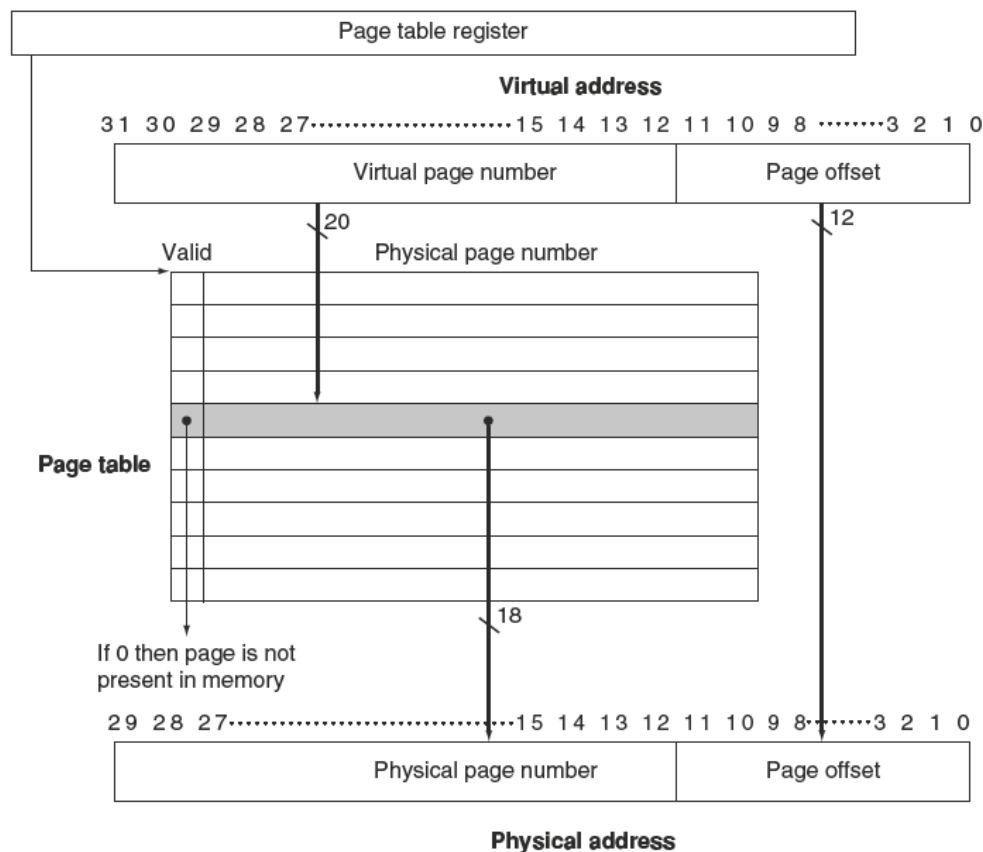 Page table register
Virtual address
31 30 29 28 27 ........................ 15 14 13 12 11 10 9 8 ........ 3 2 1 0
Virtual page number Page offset
20 12
Valid Physical page number
Page table
18
If 0 then page is not
present in memory
29 28 27 ........................ 15 14 13 12 11 10 9 8 ........ 3 2 1 0
Physical page number Page offset
Physical address